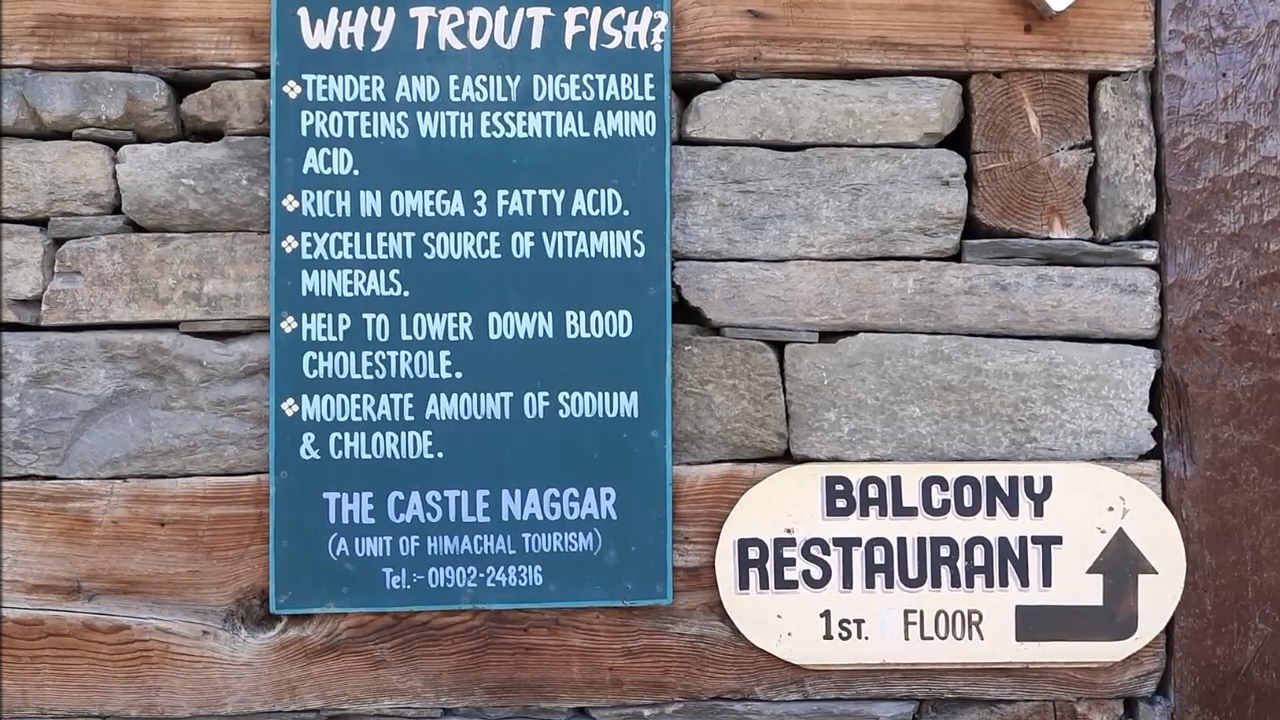 WHY TROUT FISH?
TENDER AND EASILY DIGESTABLE
PROTEINS WITH ESSENTIAL AMINO
ACID.
RICH IN OMEGA 3 FATTY ACID.
EXCELLENT SOURCE OF VITAMINS
MINERALS.
HELP TO LOWER DOWN BLOOD
CHOLESTROLE.
MODERATE AMOUNT OF SODIUM
& CHLORIDE.
THE CASTLE NAGGAR
(A UNIT OF HIMACHAL TOURISM)
Tel.:- 01902-248316
BALCONY
RESTAURANT
1ST. FLOOR